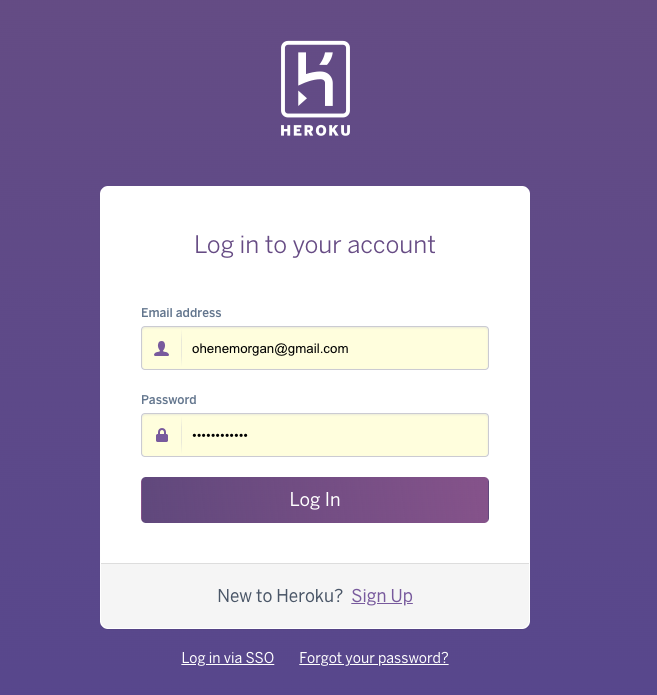 HEROKU
Log in to your account
Email address
ohenemorgan@gmail.com
Password
••••••••••••
Log In
New to Heroku? Sign Up
Log in via SSO Forgot your password?